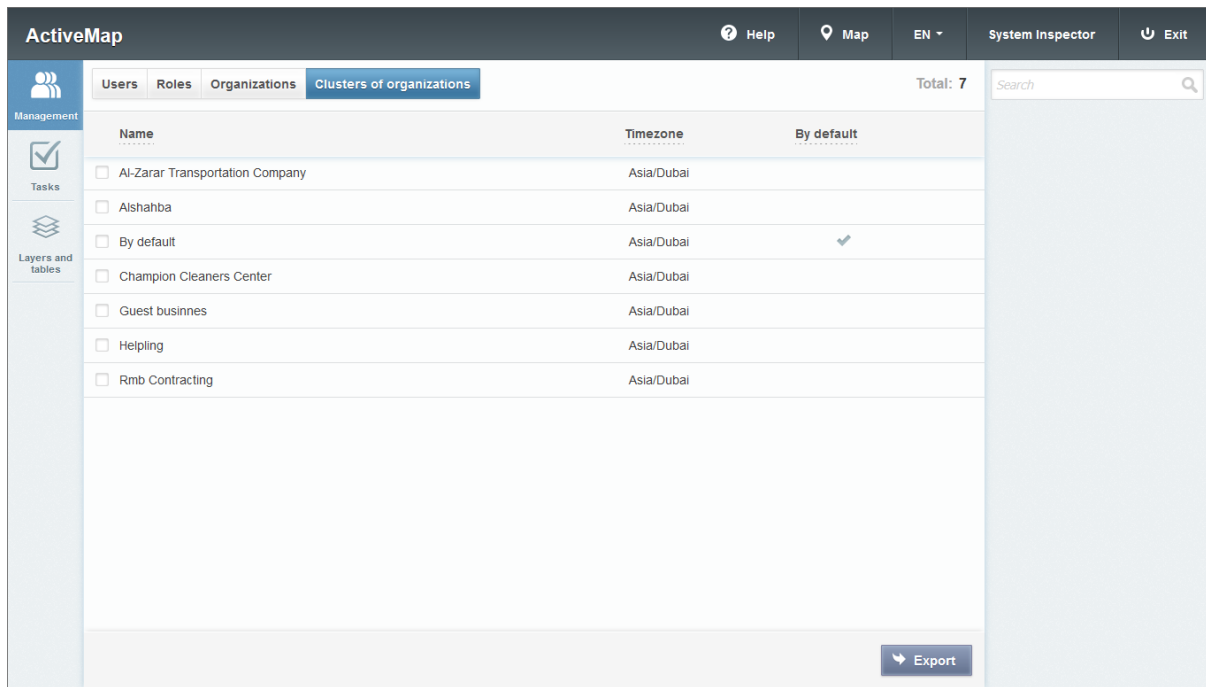 ActiveMap Help Map EN System Inspector Exit
Management
Tasks
Layers and
tables
Users Roles Organizations Clusters of organizations Total: 7
Search
Name Timezone By default
Al-Zarar Transportation Company Asia/Dubai
Alshahba Asia/Dubai
By default Asia/Dubai
Champion Cleaners Center Asia/Dubai
Guest businnes Asia/Dubai
Helpling Asia/Dubai
Rmb Contracting Asia/Dubai
Export